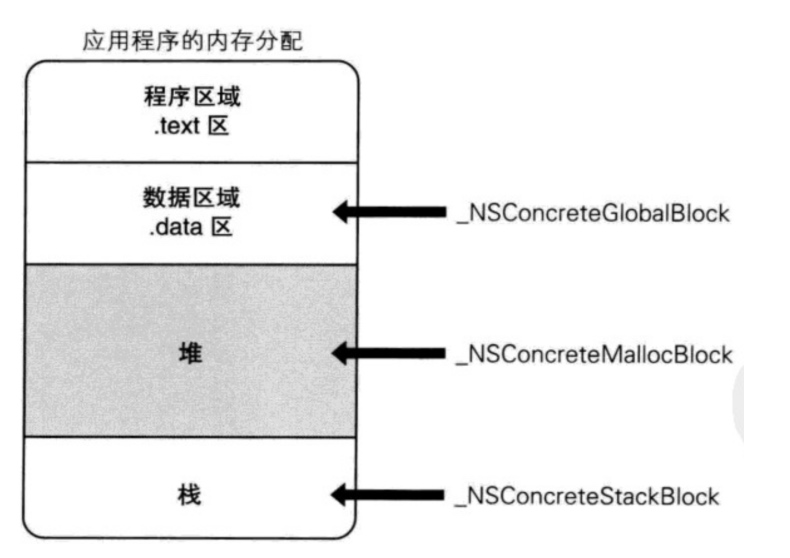 应用程序的内存分配
程序区域
.text 区
数据区域
.data 区
_NSConcreteGlobalBlock
堆
_NSConcreteMallocBlock
栈
_NSConcreteStackBlock